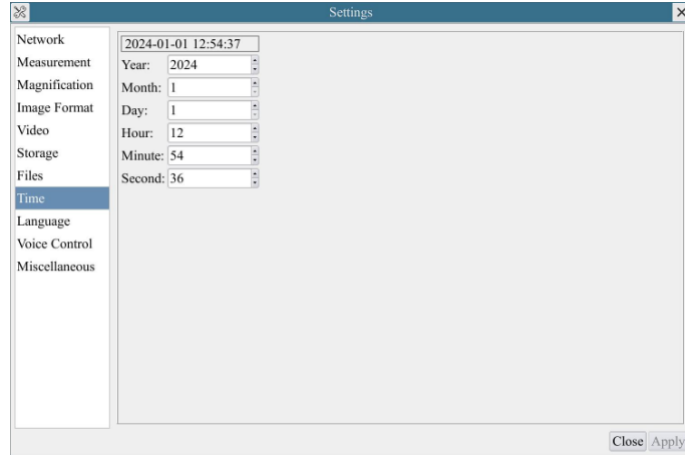 Settings
Network
Measurement
Magnification
Image Format
Video
Storage
Files
Time
Language
Voice Control
Miscellaneous
2024-01-01 12:54:37
Year: 2024
Month: 1
Day: 1
Hour: 12
Minute: 54
Second: 36
Close Apply